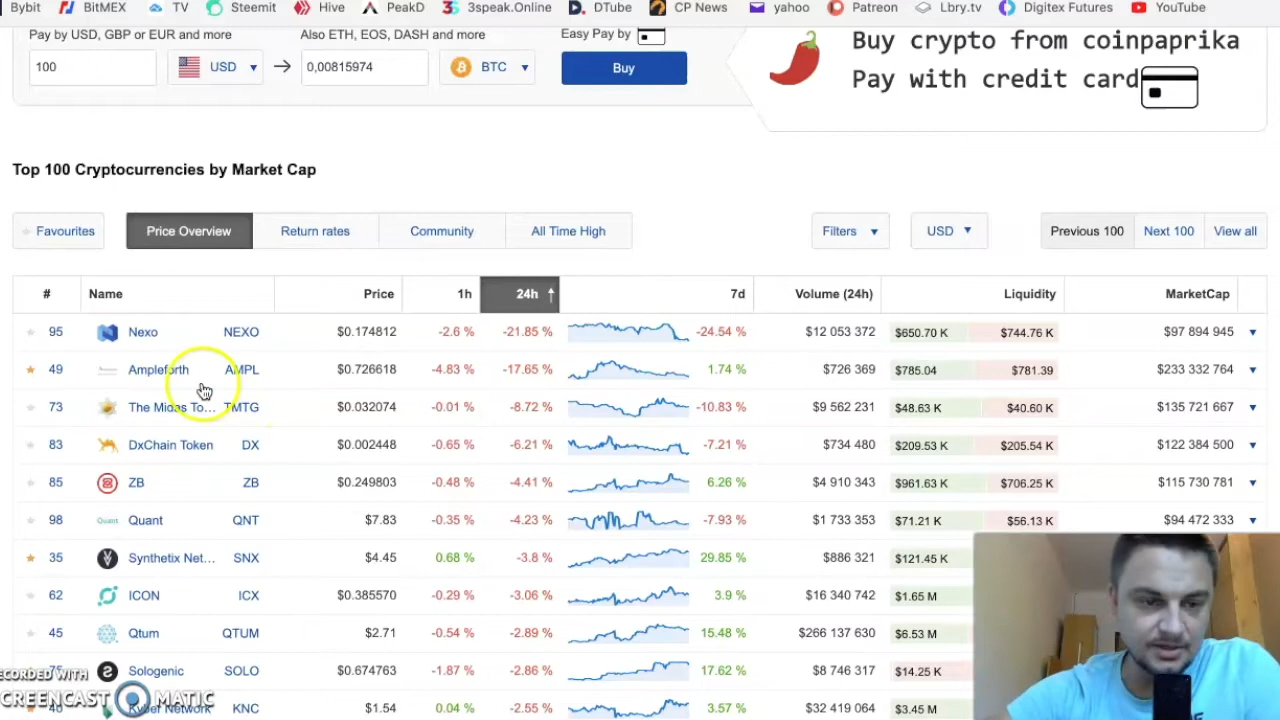 Bybit BitMEX TV Steemit Hive PeakD 3speak.Online DTube CP News yahoo Patreon Lbry.tv Digitex Futures YouTube
Pay by USD, GBP or EUR and more Also ETH, EOS, DASH and more Easy Pay by
100 USD 0,00815974 BTC Buy
Buy crypto from coinpaprika
Pay with credit card
Top 100 Cryptocurrencies by Market Cap
Favourites Price Overview Return rates Community All Time High Filters USD Previous 100 Next 100 View all
# Name Price 1h 24h 7d Volume (24h) Liquidity MarketCap
95 Nexo NEXO $0.174812 -2.6 % -21.85 % -24.54 % $12 053 372 $650.70 K $744.76 K $97 894 945
49 Ampleforth AMPL $0.726618 -4.83 % -17.65 % 1.74 % $726 369 $785.04 $781.39 $233 332 764
73 The Midas To... TMTG $0.032074 -0.01 % -8.72 % -10.83 % $9 562 231 $48.63 K $40.60 K $135 721 667
83 DxChain Token DX $0.002448 -0.65 % -6.21 % -7.21 % $734 480 $209.53 K $205.54 K $122 384 500
85 ZB ZB $0.249803 -0.48 % -4.41 % 6.26 % $4 910 343 $961.63 K $706.25 K $115 730 781
98 Quant QNT $7.83 -0.35 % -4.23 % -7.93 % $1 733 353 $71.21 K $56.13 K $94 472 333
35 Synthetix Net... SNX $4.45 0.68 % -3.8 % 29.85 % $886 321 $121.45 K
62 ICON ICX $0.385570 -0.29 % -3.06 % 3.9 % $16 340 742 $1.65 M
45 Qtum QTUM $2.71 -0.54 % -2.89 % 15.48 % $266 137 630 $6.53 M
75 Sologenic SOLO $0.674763 -1.87 % -2.86 % 17.62 % $8 746 317 $14.25 K
Kyber Network KNC $1.54 0.04 % -2.55 % 3.57 % $32 419 064 $3.45 M
RECORDED WITH
SCREENCAST MATIC